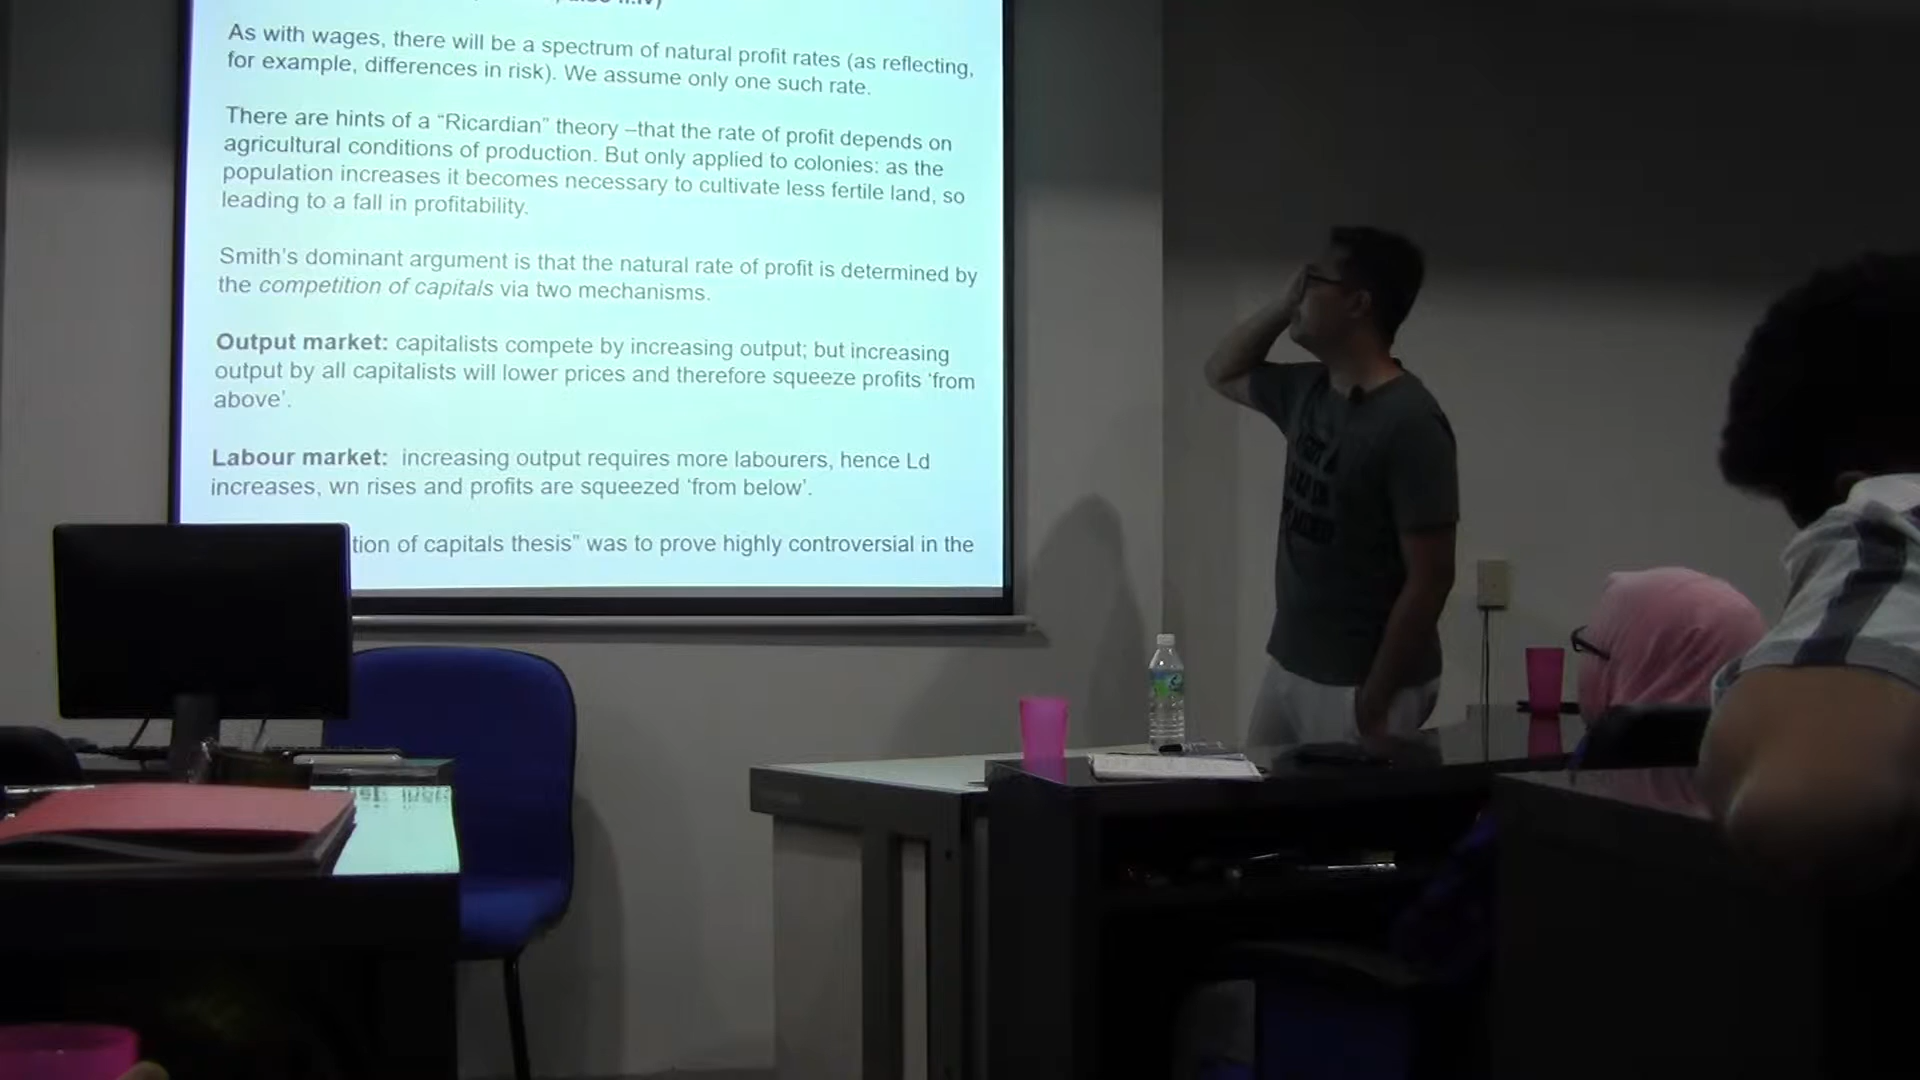 As with wages, there will be a spectrum of natural profit rates (as reflecting,
for example, differences in risk). We assume only one such rate.
There are hints of a “Ricardian” theory –that the rate of profit depends on
agricultural conditions of production. But only applied to colonies: as the
population increases it becomes necessary to cultivate less fertile land, so
leading to a fall in profitability.
Smith’s dominant argument is that the natural rate of profit is determined by
the competition of capitals via two mechanisms.
Output market: capitalists compete by increasing output; but increasing
output by all capitalists will lower prices and therefore squeeze profits ‘from
above’.
Labour market: increasing output requires more labourers, hence Ld
increases, wn rises and profits are squeezed ‘from below’.
tion of capitals thesis” was to prove highly controversial in the